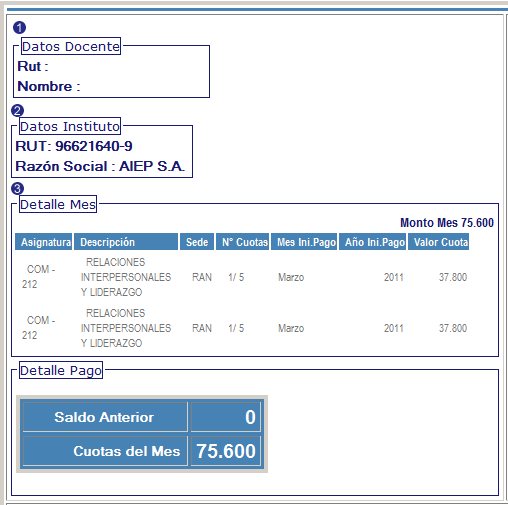 1
Datos Docente
Rut :
Nombre :
2
Datos Instituto
RUT: 96621640-9
Razón Social : AIEP S.A.
3
Detalle Mes
Monto Mes 75.600
Asignatura Descripción Sede N° Cuotas Mes Ini.Pago Año Ini.Pago Valor Cuota
COM - 212 RELACIONES INTERPERSONALES Y LIDERAZGO RAN 1/ 5 Marzo 2011 37.800
COM - 212 RELACIONES INTERPERSONALES Y LIDERAZGO RAN 1/ 5 Marzo 2011 37.800
Detalle Pago
Saldo Anterior 0
Cuotas del Mes 75.600